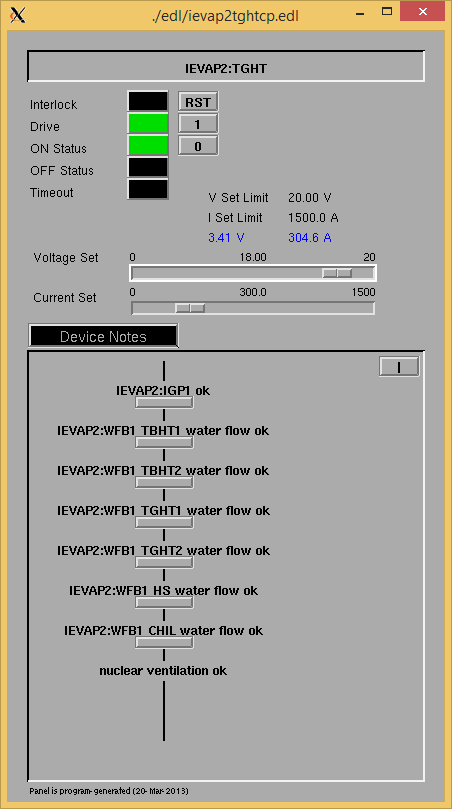 ./edl/ievap2tghtcp.edl
IEVAP2:TGHT
Interlock RST
Drive 1
ON Status 0
OFF Status
Timeout
V Set Limit 20.00 V
I Set Limit 1500.0 A
3.41 V 304.6 A
Voltage Set 0 18.00 20
Current Set 0 300.0 1500
Device Notes
I
IEVAP2:IGP1 ok
IEVAP2:WFB1_TBHT1 water flow ok
IEVAP2:WFB1_TBHT2 water flow ok
IEVAP2:WFB1_TGHT1 water flow ok
IEVAP2:WFB1_TGHT2 water flow ok
IEVAP2:WFB1_HS water flow ok
IEVAP2:WFB1_CHIL water flow ok
nuclear ventilation ok
Panel is program-generated (20-Mar-2013)